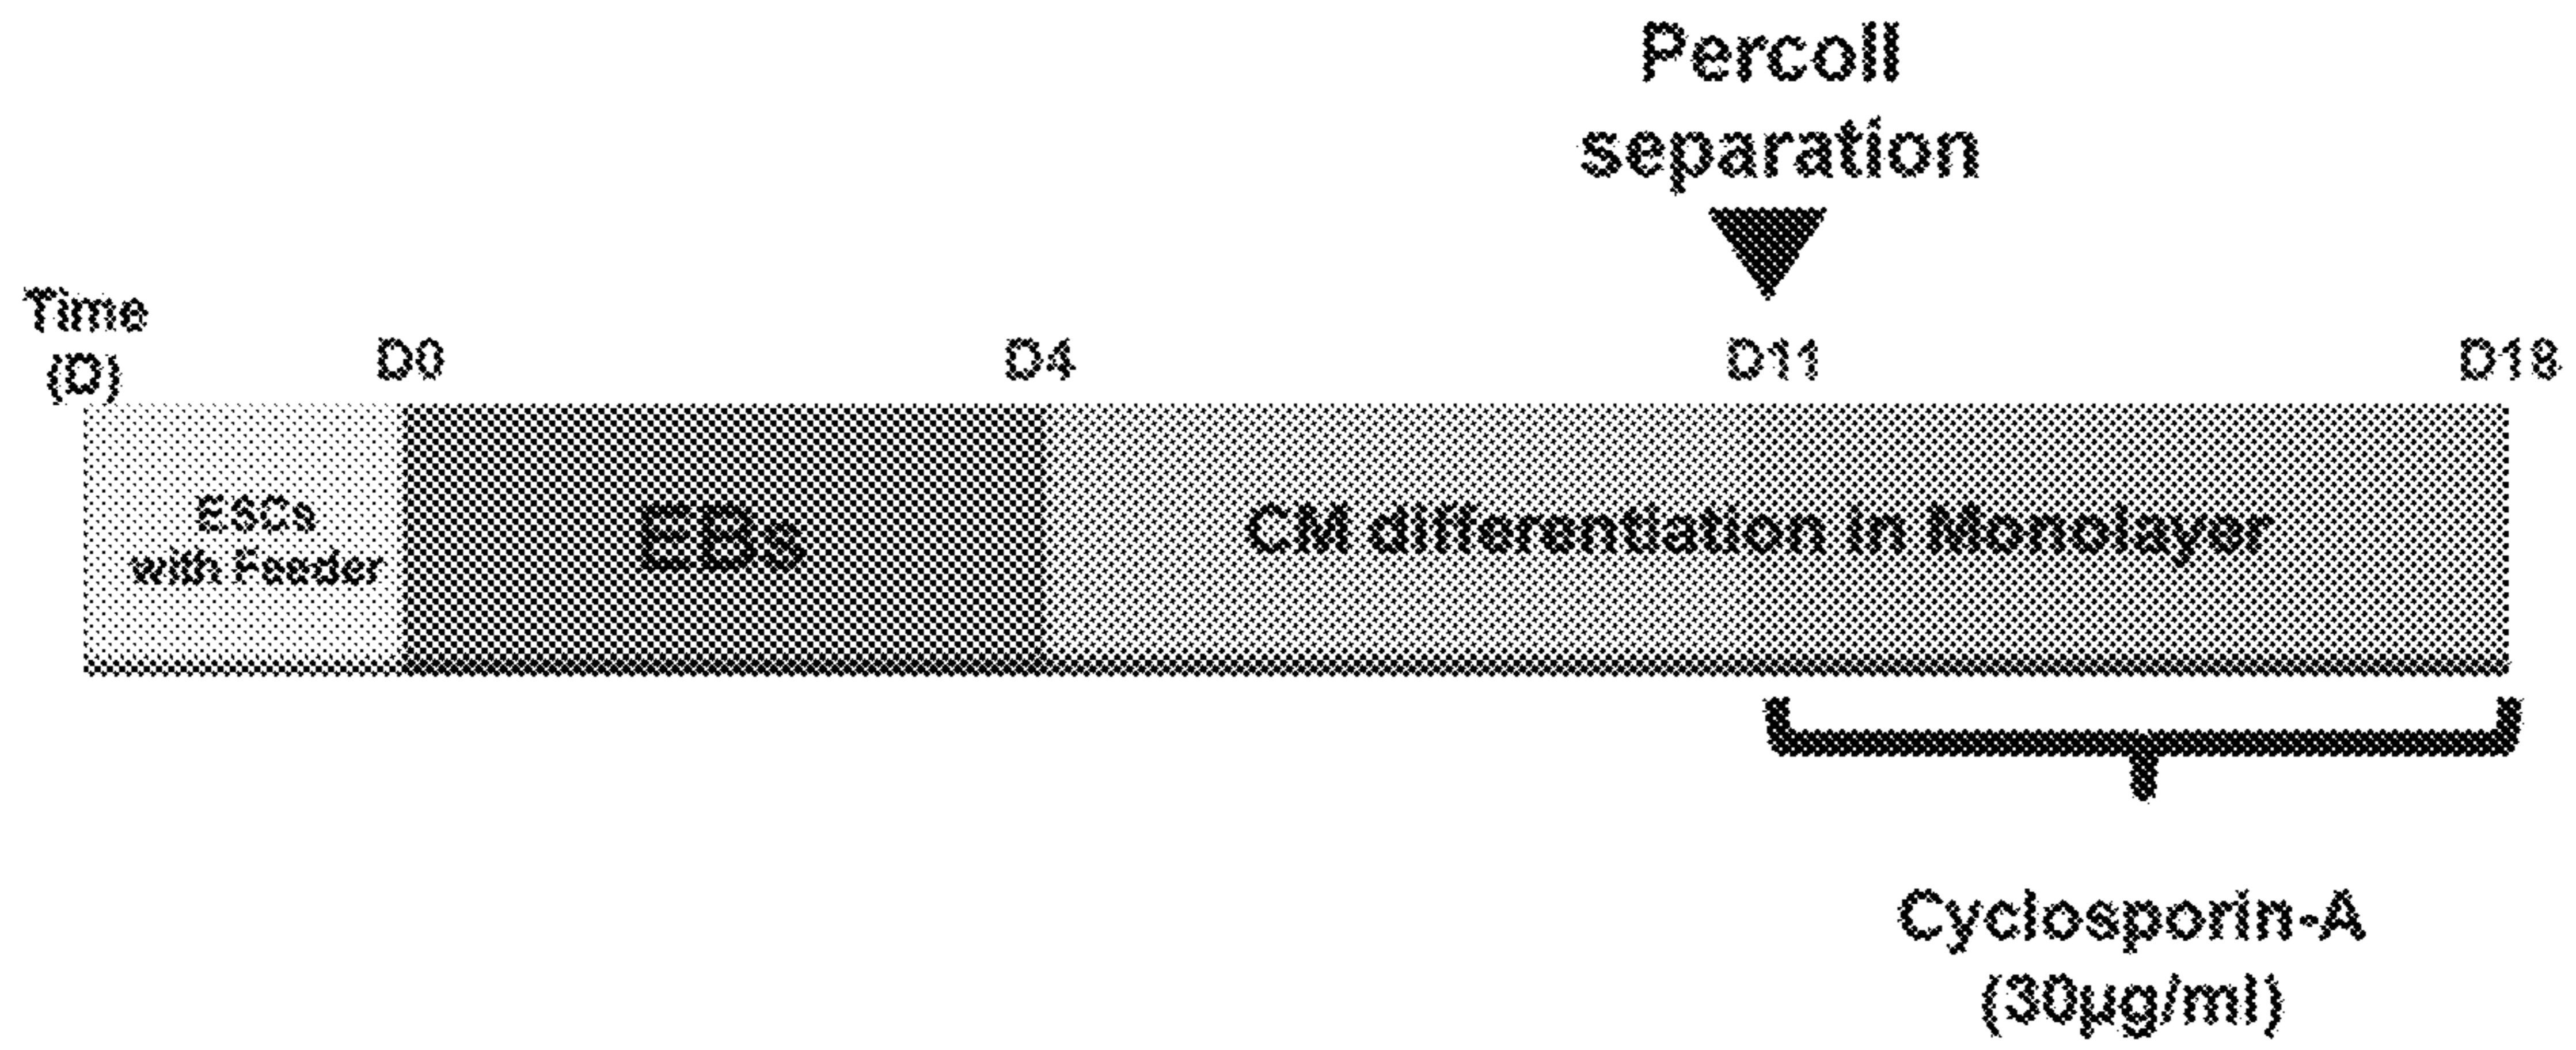 Percoll
separation
Time
(D)
D0
D4
D11
D18
ESCs
with Feeder
EBs
CM differentiation in Monolayer
Cyclosporin-A
(30µg/ml)